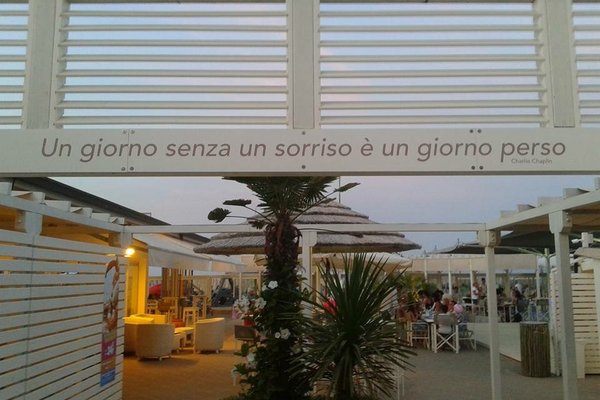 Un giorno senza un sorriso è un giorno perso
Charlie Chaplin